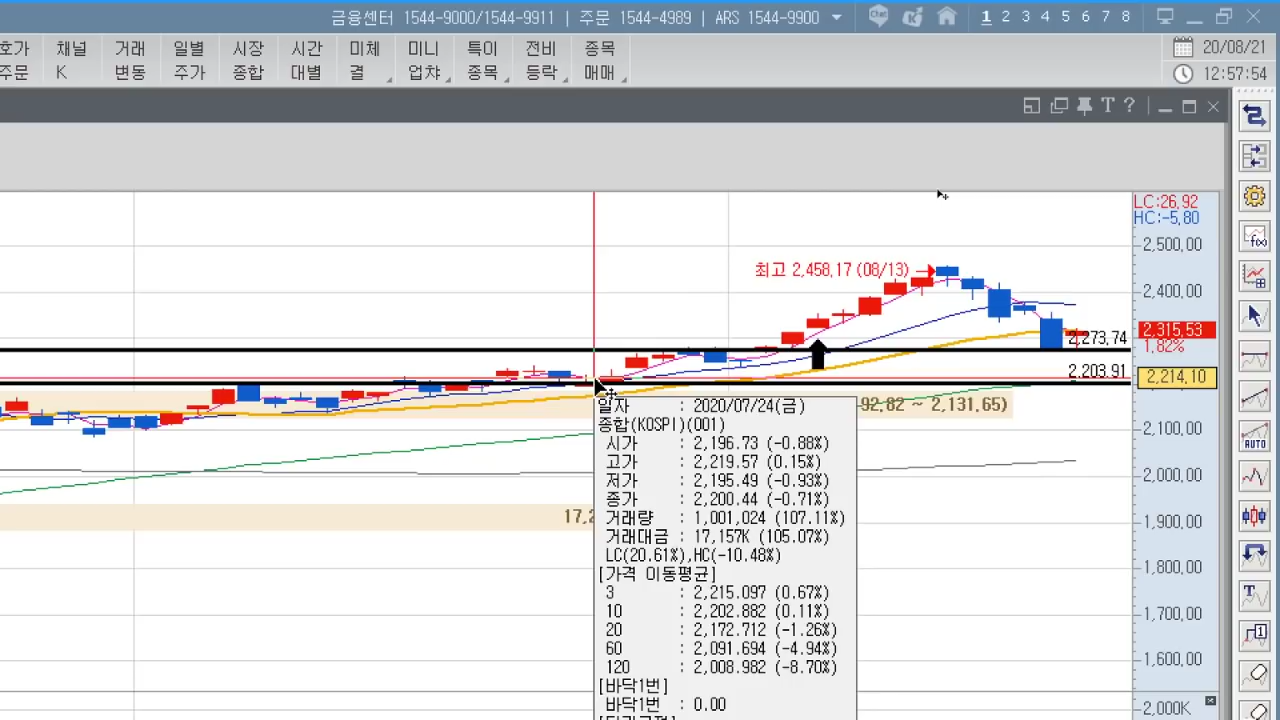 금융센터 1544-9000/1544-9911 | 주문 1544-4989 | ARS 1544-9900
1 2 3 4 5 6 7 8
호가 채널 거래 일별 시장 시간 미체 미니 특이 전비 종목
주문 K 변동 주가 종합 대별 결 업차 종목 등락 매매
20/08/21
12:57:54
T ?
LC:26,92
HC:-5,80
2,500,00
최고 2,458,17 (08/13)
2,400,00
2,315,53
2,273,74
1,82%
2,203,91
2,214,10
92,82 ~ 2,131,65)
2,100,00
2,000,00
1,900,00
1,800,00
1,700,00
1,600,00
2,000K
17,2
일자 : 2020/07/24(금)
종합(KOSPI)(001)
시가 : 2,196.73 (-0.88%)
고가 : 2,219.57 (0.15%)
저가 : 2,195.49 (-0.93%)
종가 : 2,200.44 (-0.71%)
거래량 : 1,001,024 (107.11%)
거래대금 : 17,157K (105.07%)
LC(20.61%),HC(-10.48%)
[가격 이동평균]
3 : 2,215.097 (0.67%)
10 : 2,202.882 (0.11%)
20 : 2,172.712 (-1.26%)
60 : 2,091.694 (-4.94%)
120 : 2,008.982 (-8.70%)
[바닥1번]
바닥1번 : 0.00
f(x)
AUTO
T
1